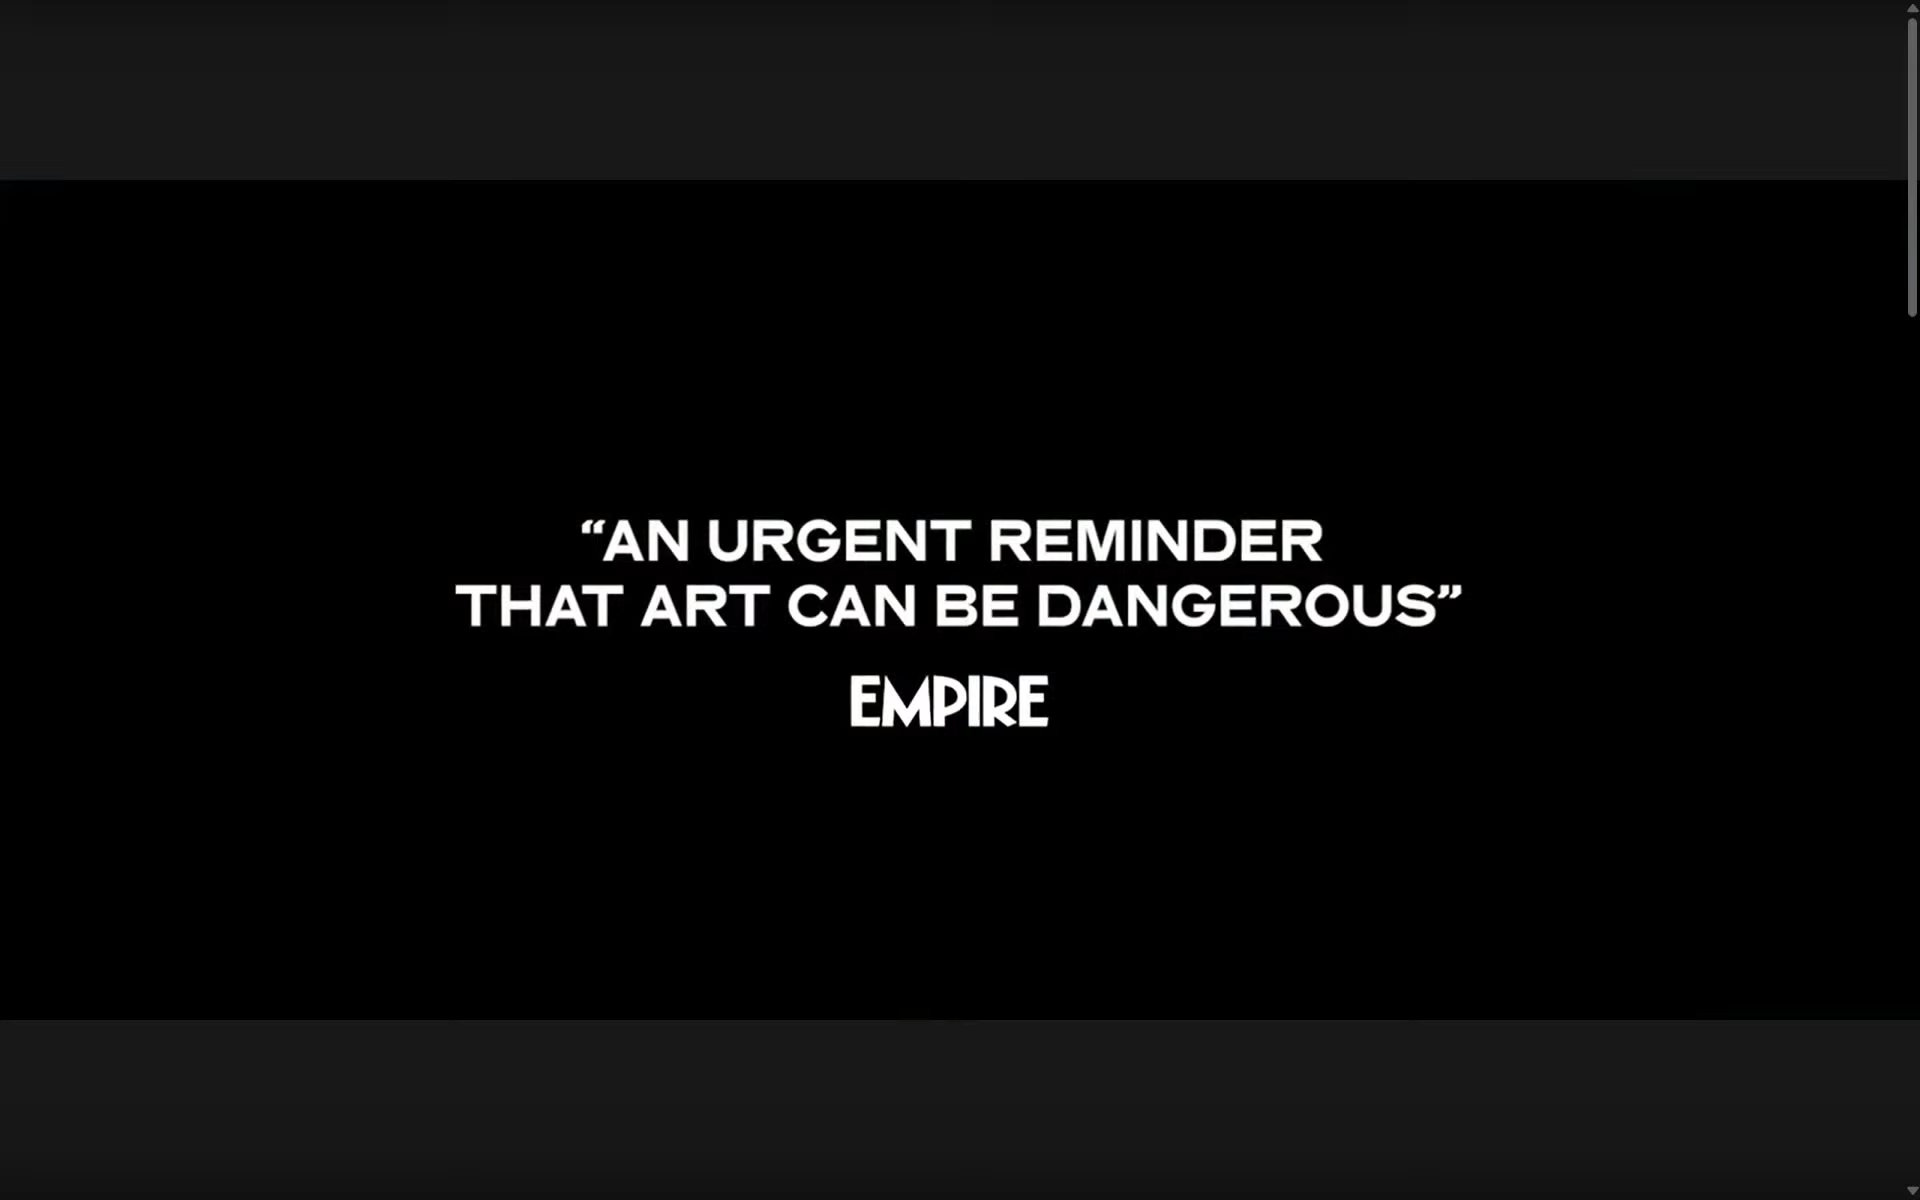 “AN URGENT REMINDER
THAT ART CAN BE DANGEROUS”
EMPIRE